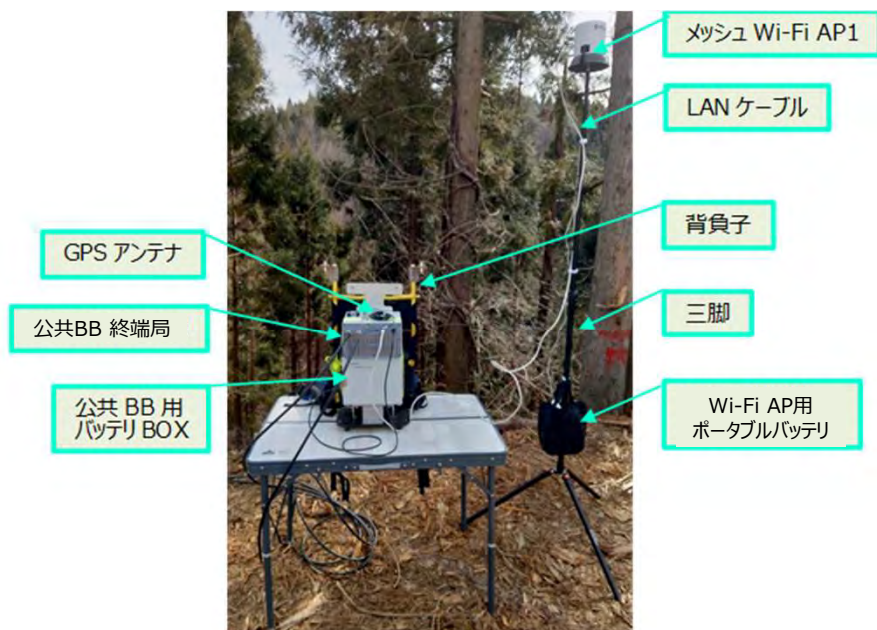 メッシュ Wi-Fi AP1
LAN ケーブル
背負子
GPS アンテナ
三脚
公共BB 終端局
公共 BB 用
バッテリ BOX
Wi-Fi AP用
ポータブルバッテリ